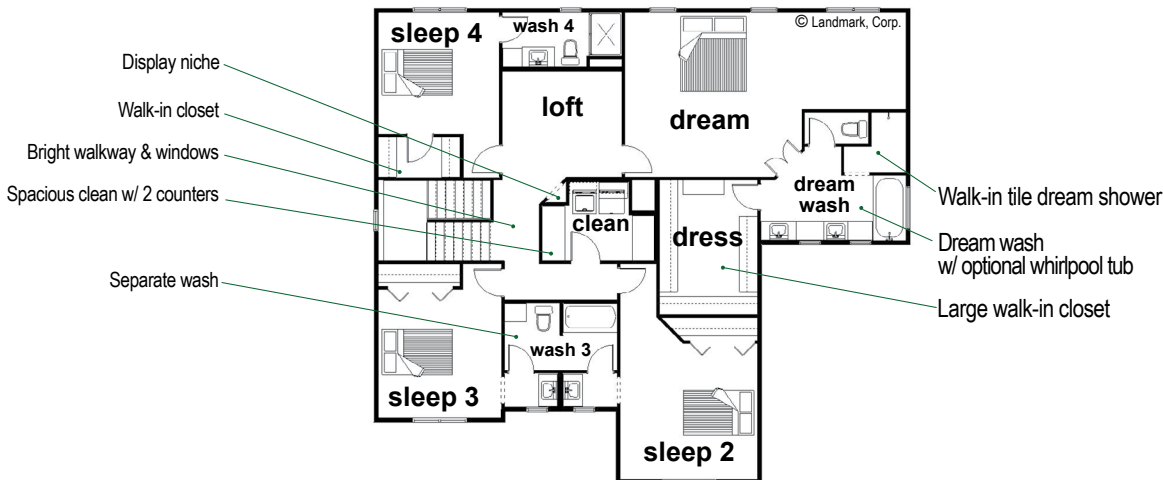 © Landmark, Corp.
sleep 4
wash 4
Display niche
Walk-in closet
loft
dream
Bright walkway & windows
Spacious clean w/ 2 counters
dream
wash
Walk-in tile dream shower
clean
dress
Dream wash
w/ optional whirlpool tub
Separate wash
Large walk-in closet
wash 3
sleep 3
sleep 2